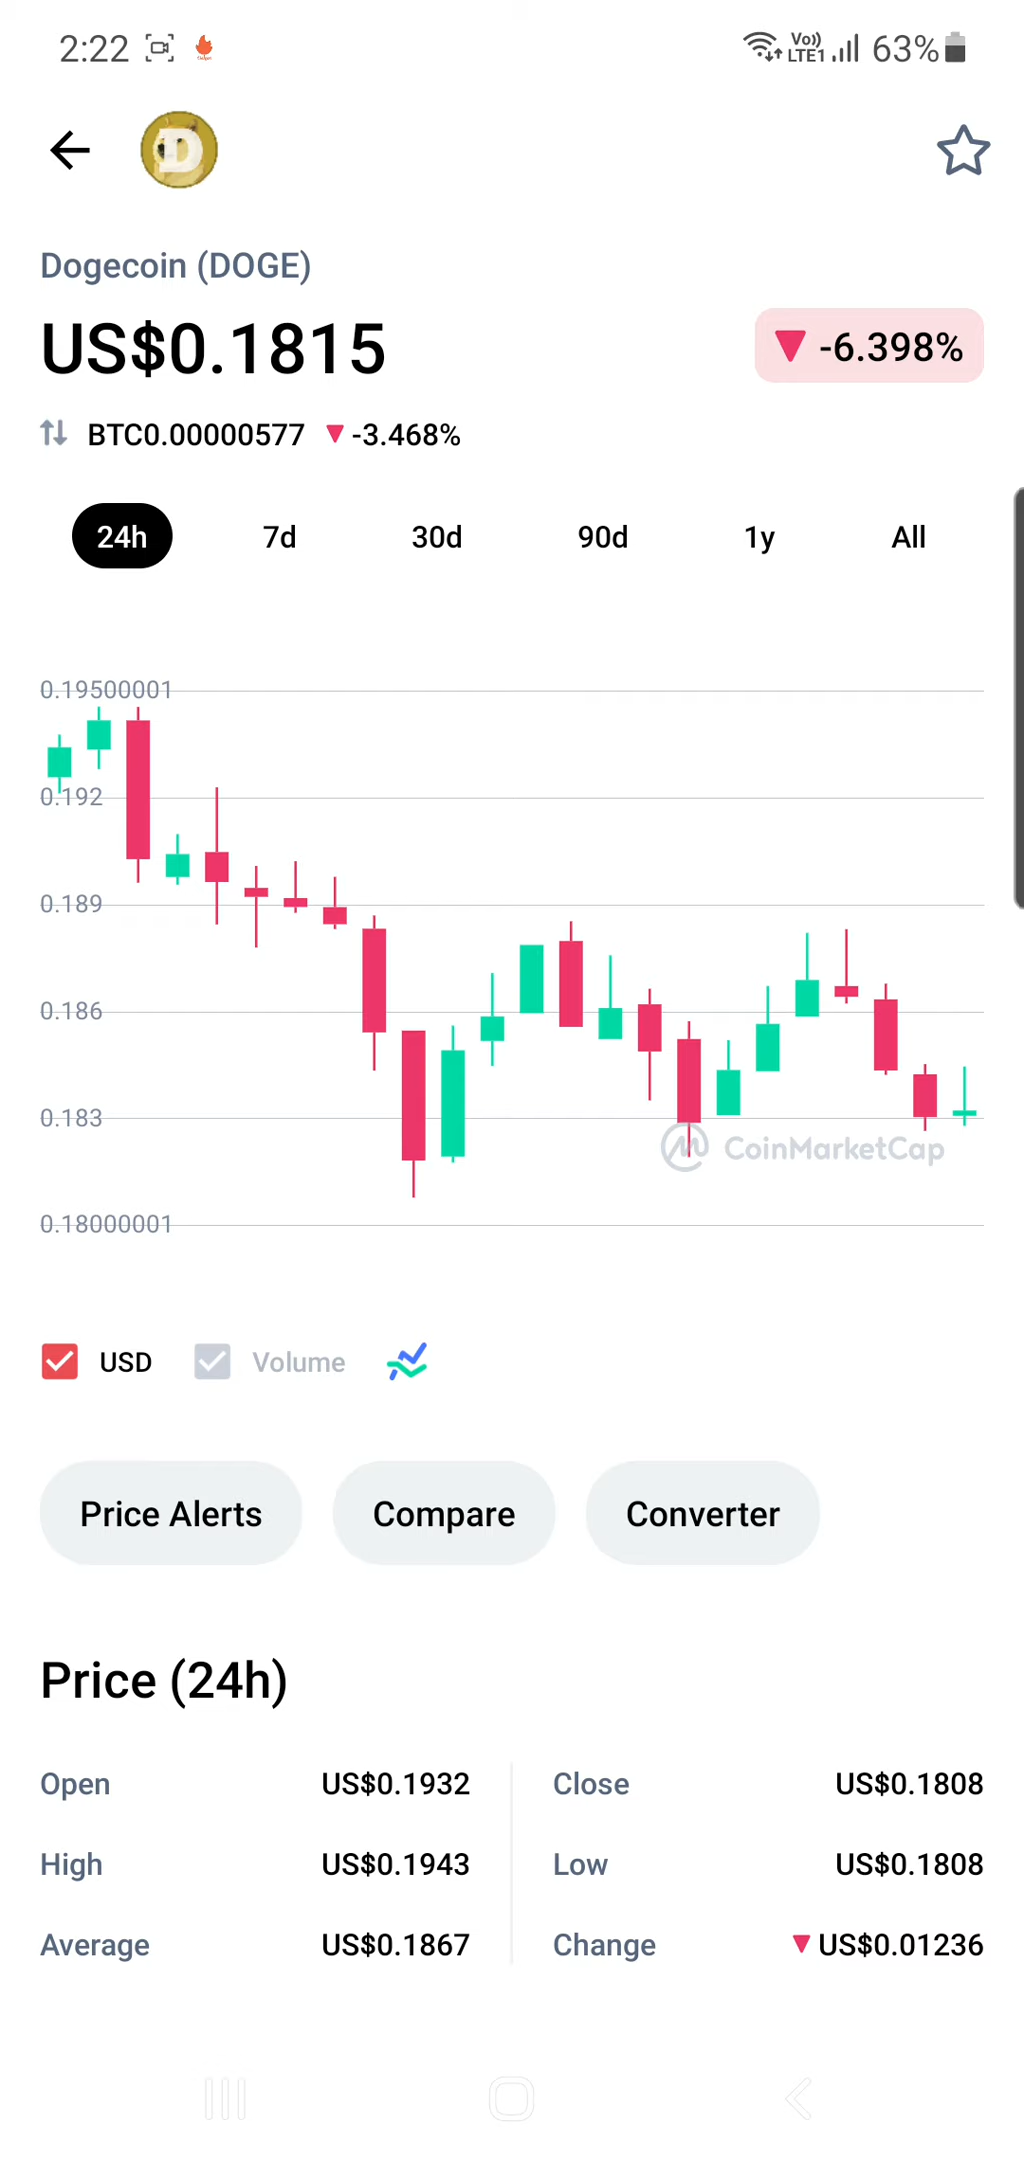 2:22 Vo)) LTE1 63%
D
Dogecoin (DOGE)
US$0.1815 -6.398%
BTC0.00000577 -3.468%
24h 7d 30d 90d 1y All
0.19500001
0.192
0.189
0.186
0.183
CoinMarketCap
0.18000001
USD Volume
Price Alerts Compare Converter
Price (24h)
Open US$0.1932 Close US$0.1808
High US$0.1943 Low US$0.1808
Average US$0.1867 Change US$0.01236